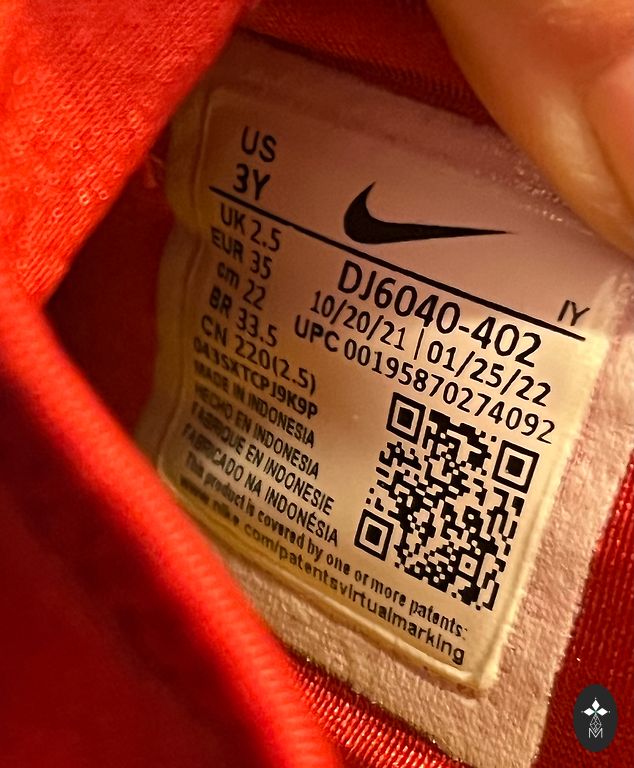 US
3Y
UK 2.5
EUR 35
cm 22
BR 33.5
CN 220(2.5)
DJ6040-402
IY
10/20/21 | 01/25/22
UPC 00195870274092
043SXTCPJ9K9P
MADE IN INDONESIA
HECHO EN INDONESIA
FABRIQUE EN INDONESIE
FABRICADO NA INDONÉSIA
This product is covered by one or more patents:
www.nike.com/patentsvirtualmarking
M